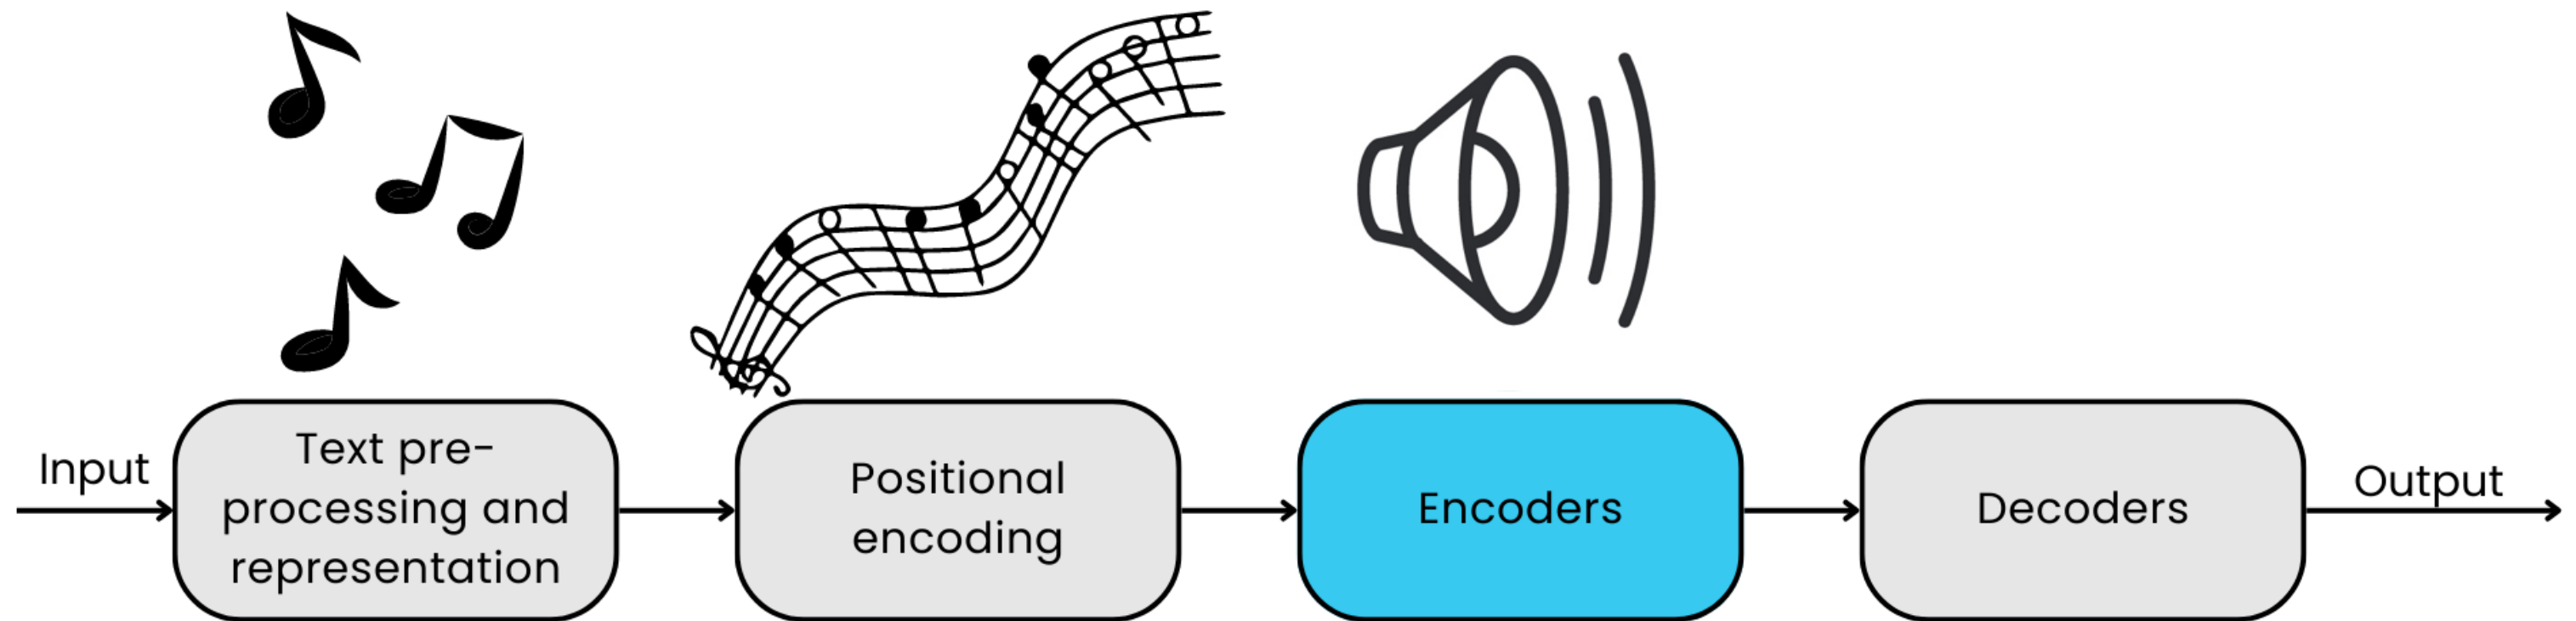 Input
Text pre-
processing and
representation
Positional
encoding
Encoders
Decoders
Output